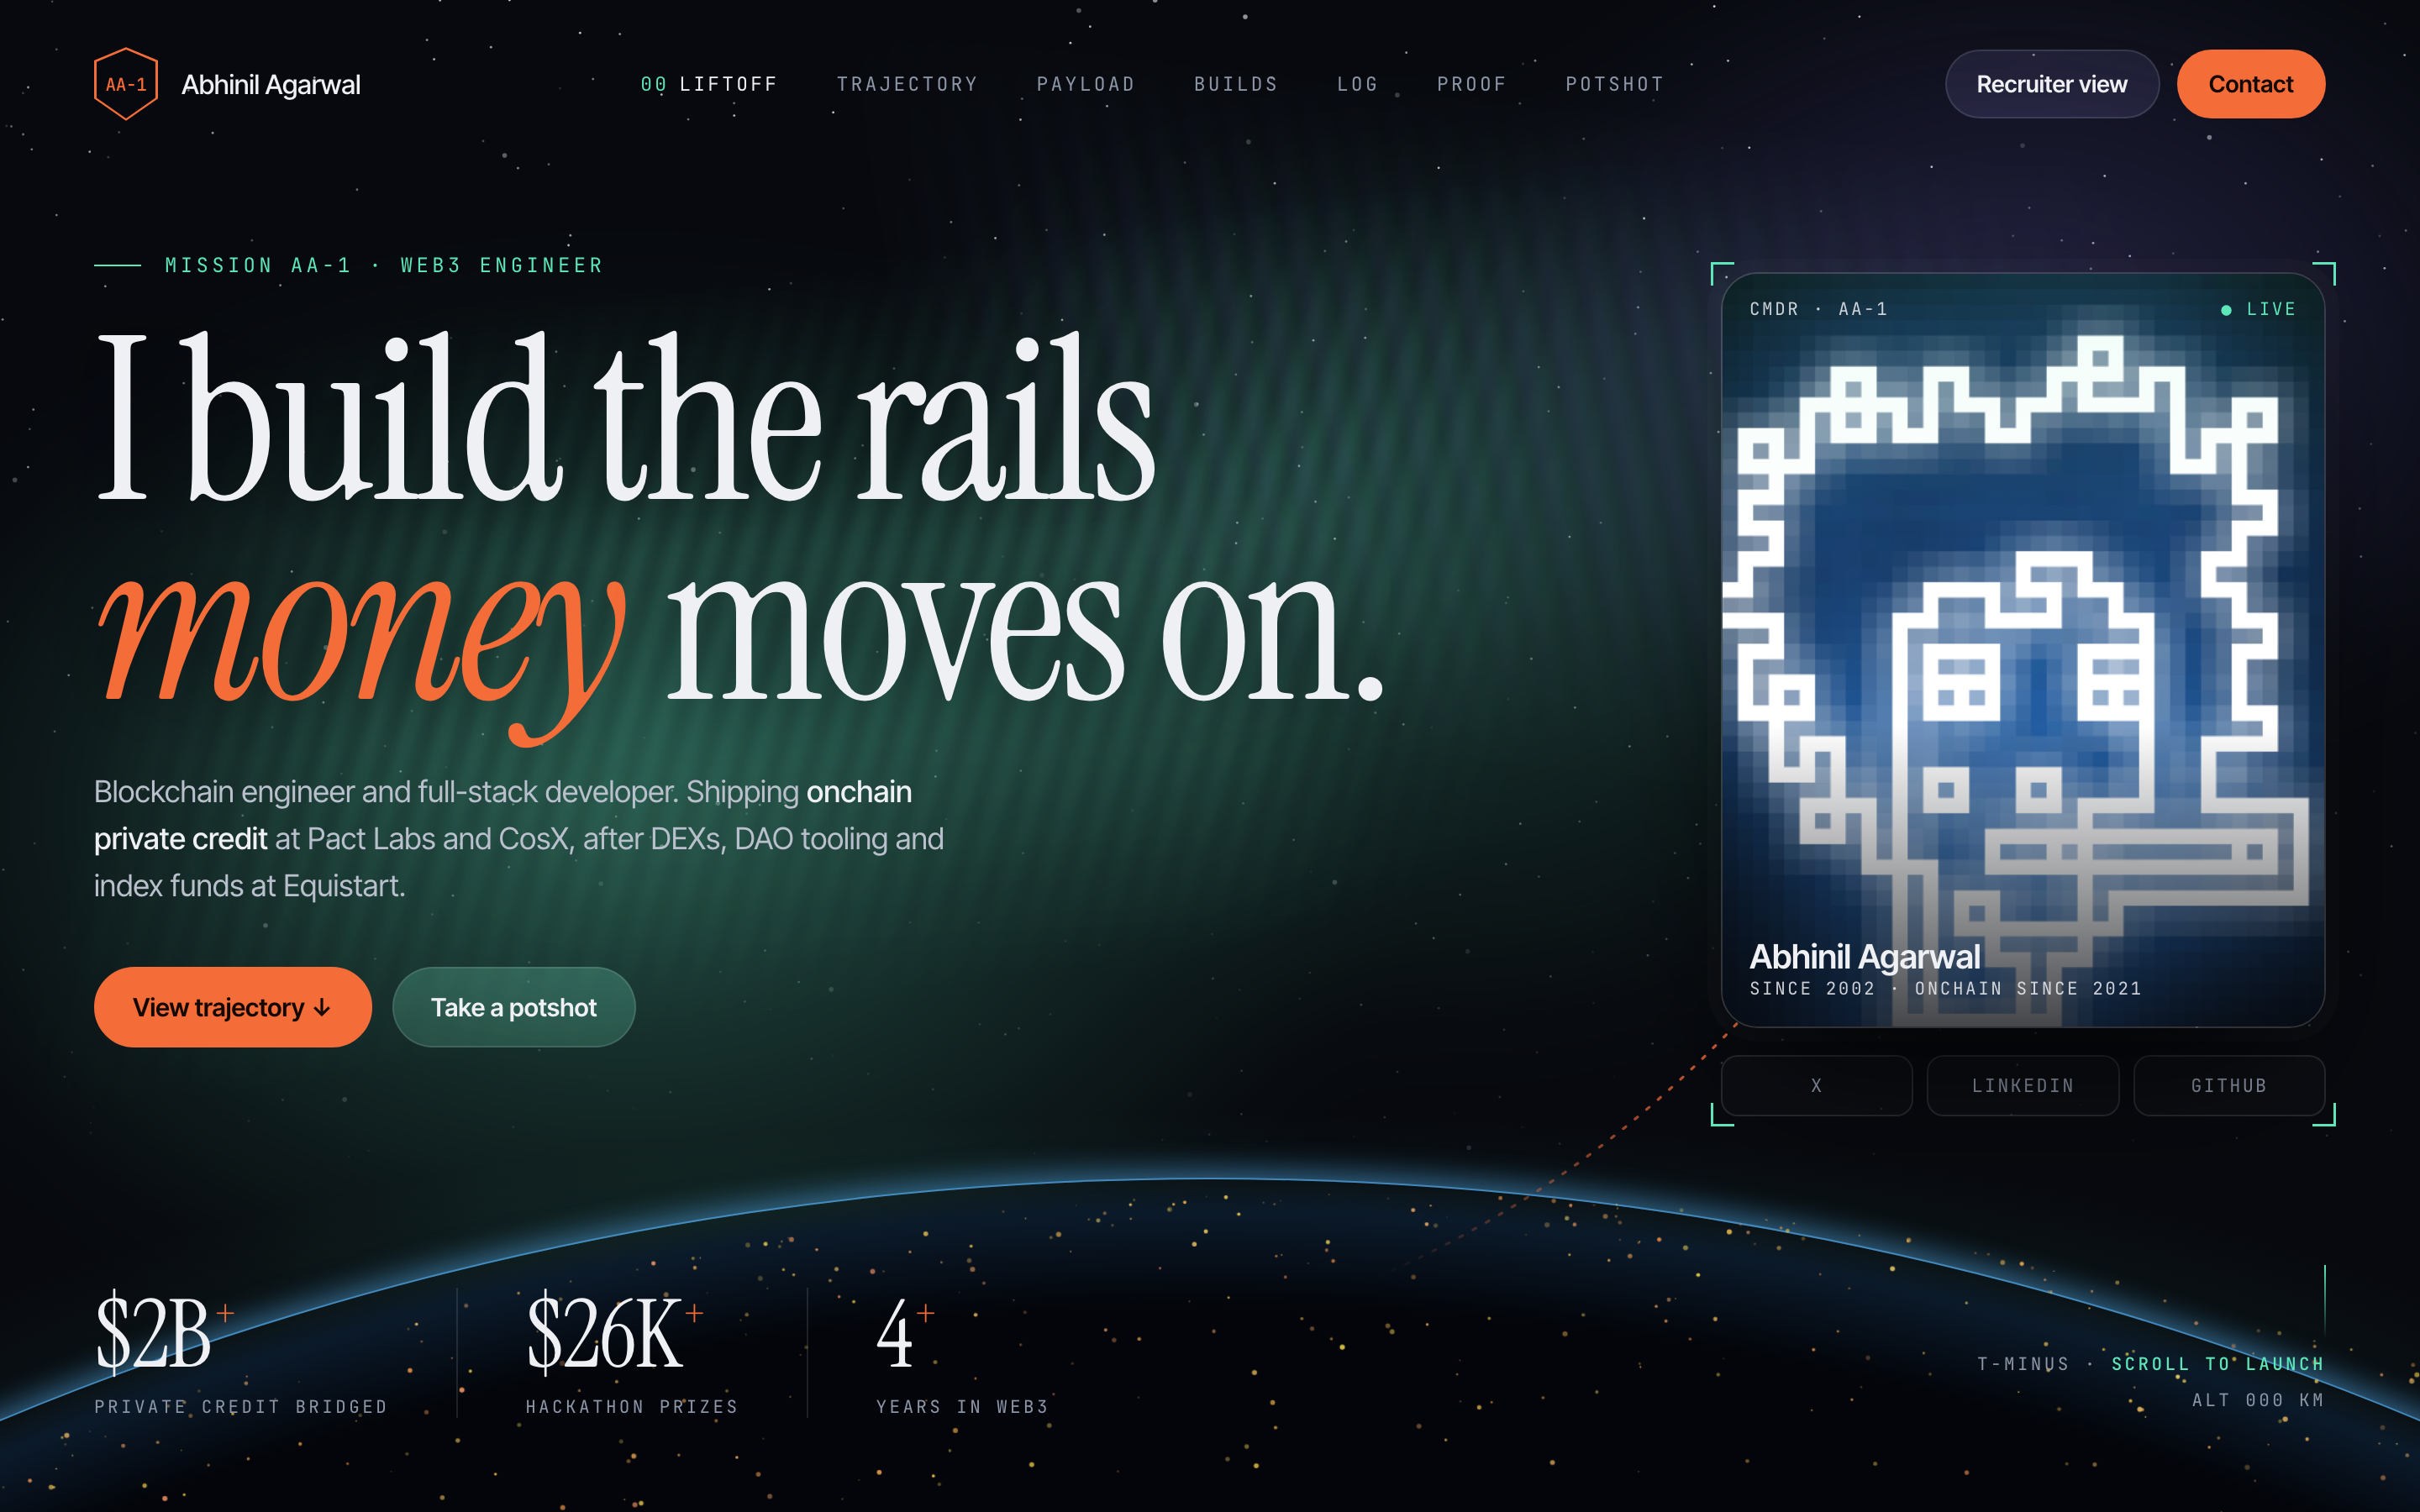 AA-1
Abhinil Agarwal
00 LIFTOFF
TRAJECTORY
PAYLOAD
BUILDS
LOG
PROOF
POTSHOT
Recruiter view
Contact
MISSION AA-1 · WEB3 ENGINEER
I build the rails
money moves on.
Blockchain engineer and full-stack developer. Shipping onchain
private credit at Pact Labs and CosX, after DEXs, DAO tooling and
index funds at Equistart.
View trajectory ↓
Take a potshot
CMDR · AA-1
● LIVE
Abhinil Agarwal
SINCE 2002 · ONCHAIN SINCE 2021
X
LINKEDIN
GITHUB
$2B+
PRIVATE CREDIT BRIDGED
$26K+
HACKATHON PRIZES
4+
YEARS IN WEB3
T-MINUS · SCROLL TO LAUNCH
ALT 000 KM